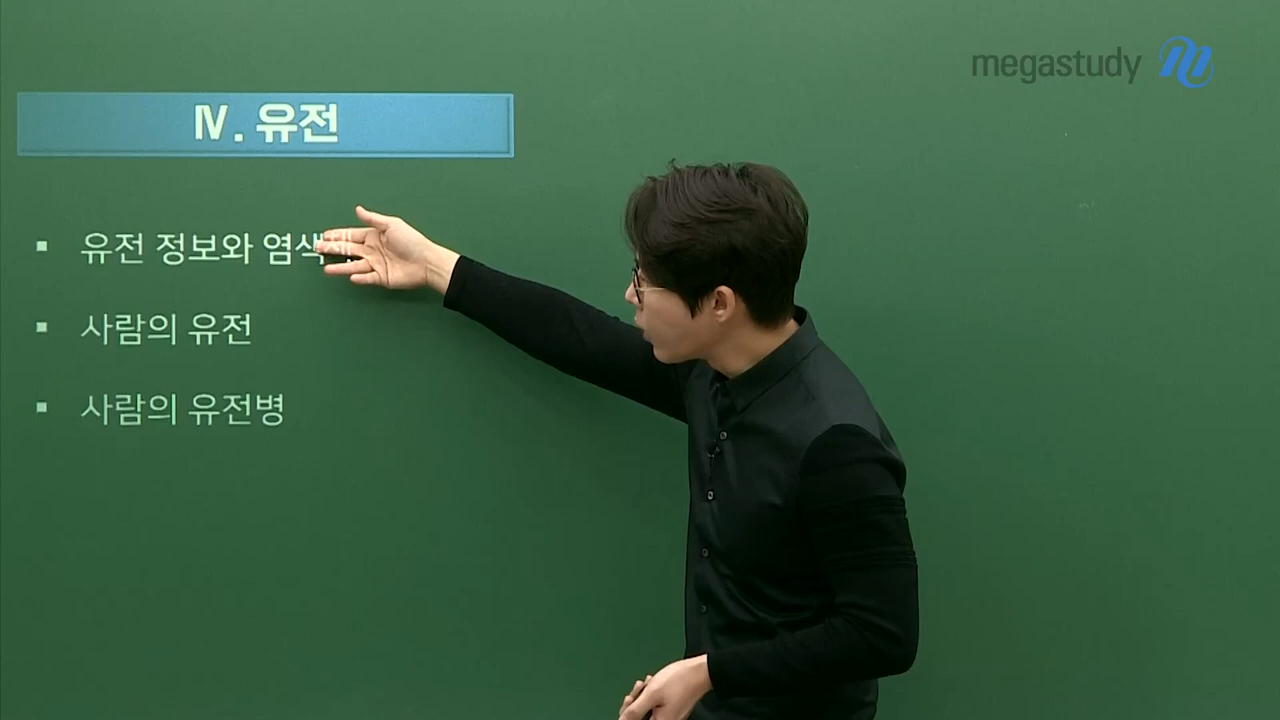 megastudy
Ⅳ. 유전
▪ 유전 정보와 염색체
▪ 사람의 유전
▪ 사람의 유전병